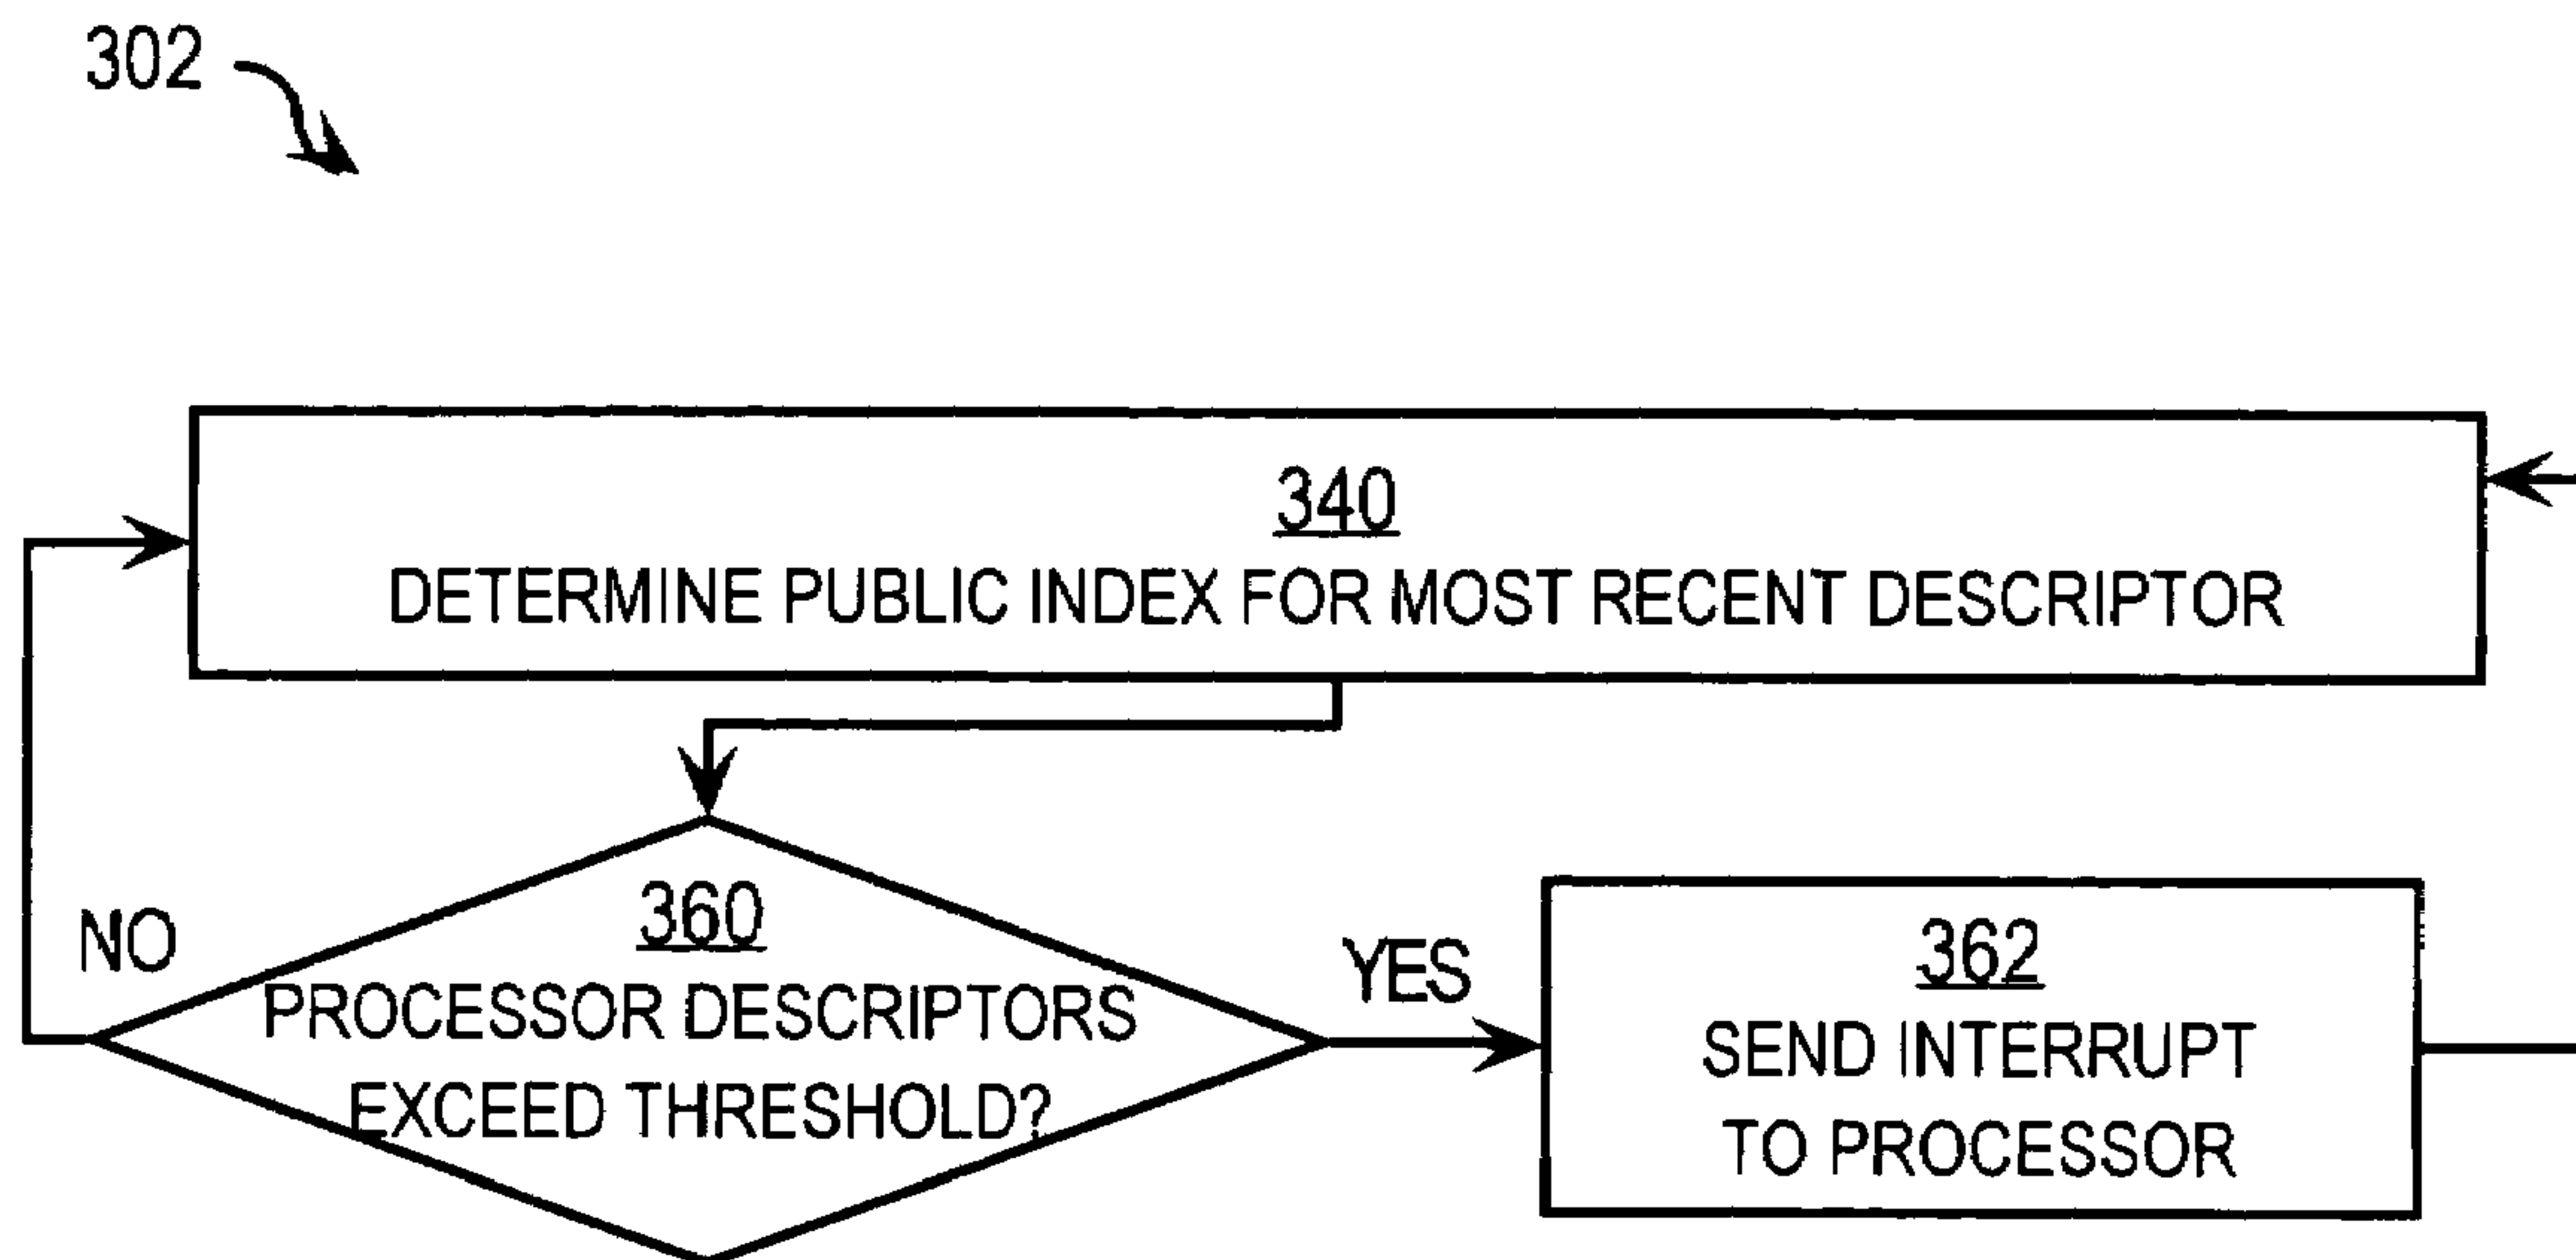 302
340
DETERMINE PUBLIC INDEX FOR MOST RECENT DESCRIPTOR
NO
360
PROCESSOR DESCRIPTORS
EXCEED THRESHOLD?
YES
362
SEND INTERRUPT
TO PROCESSOR